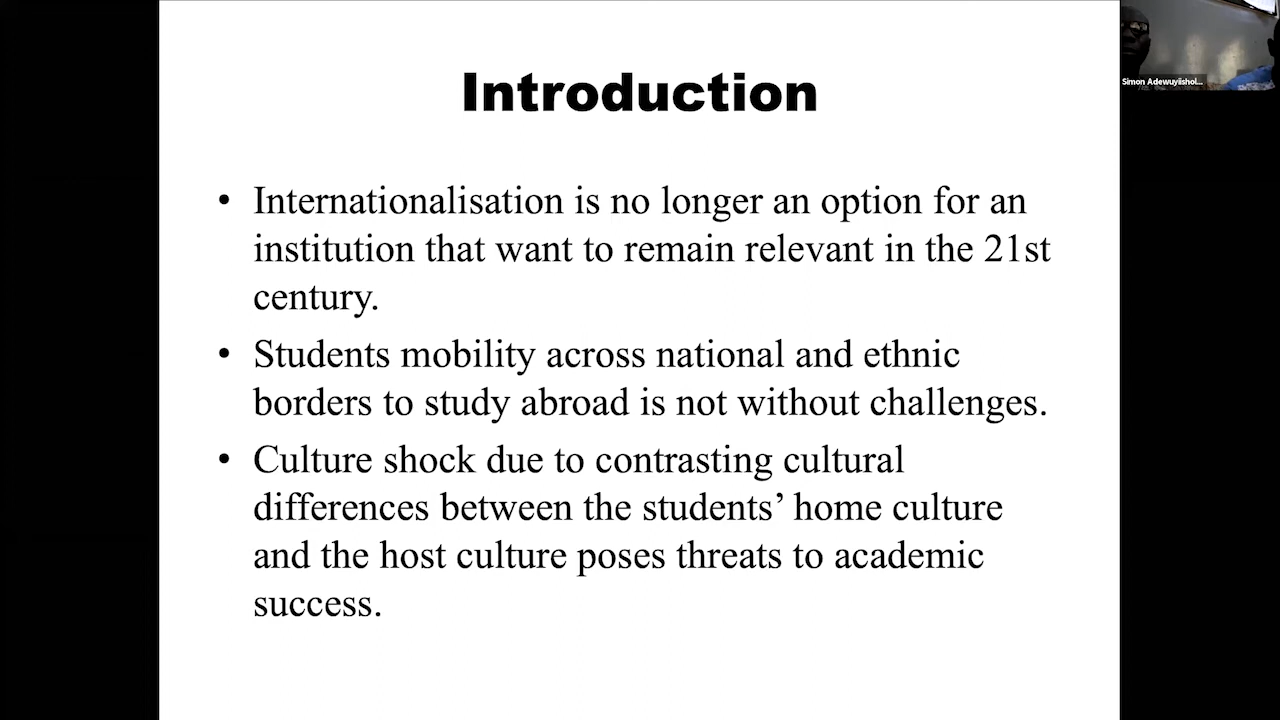 Introduction
• Internationalisation is no longer an option for an
institution that want to remain relevant in the 21st
century.
• Students mobility across national and ethnic
borders to study abroad is not without challenges.
• Culture shock due to contrasting cultural
differences between the students’ home culture
and the host culture poses threats to academic
success.
Simon Adewuyiishol...